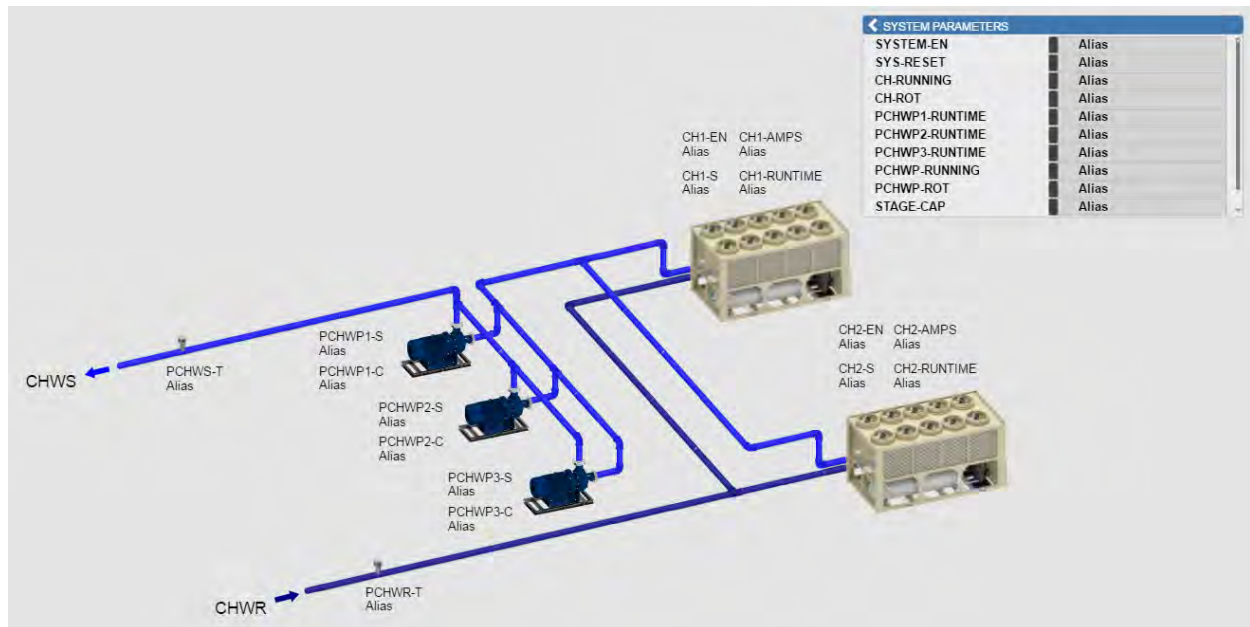 SYSTEM PARAMETERS
SYSTEM-EN Alias
SYS-RESET Alias
CH-RUNNING Alias
CH-ROT Alias
PCHWP1-RUNTIME Alias
PCHWP2-RUNTIME Alias
PCHWP3-RUNTIME Alias
PCHWP-RUNNING Alias
PCHWP-ROT Alias
STAGE-CAP Alias
CH1-EN CH1-AMPS
Alias Alias
CH1-S CH1-RUNTIME
Alias Alias
CH2-EN CH2-AMPS
Alias Alias
CH2-S CH2-RUNTIME
Alias Alias
PCHWP1-S
Alias
PCHWP1-C
Alias
CHWS
PCHWS-T
Alias
PCHWP2-S
Alias
PCHWP2-C
Alias
PCHWP3-S
Alias
PCHWP3-C
Alias
CHWR
PCHWR-T
Alias